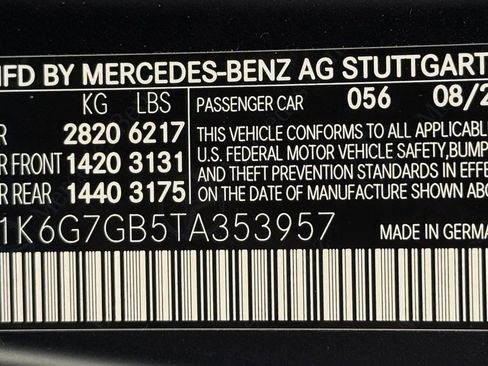 MFD BY MERCEDES-BENZ AG STUTTGART
KG LBS PASSENGER CAR 056 08/2
R 2820 6217 THIS VEHICLE CONFORMS TO ALL APPLICABL
R FRONT 1420 3131 U.S. FEDERAL MOTOR VEHICLE SAFETY, BUMP
R REAR 1440 3175 AND THEFT PREVENTION STANDARDS IN EFFE
ON THE DATE OF MANUFACTURE SHOWN ABO
1K6G7GB5TA353957 MADE IN GERMAN